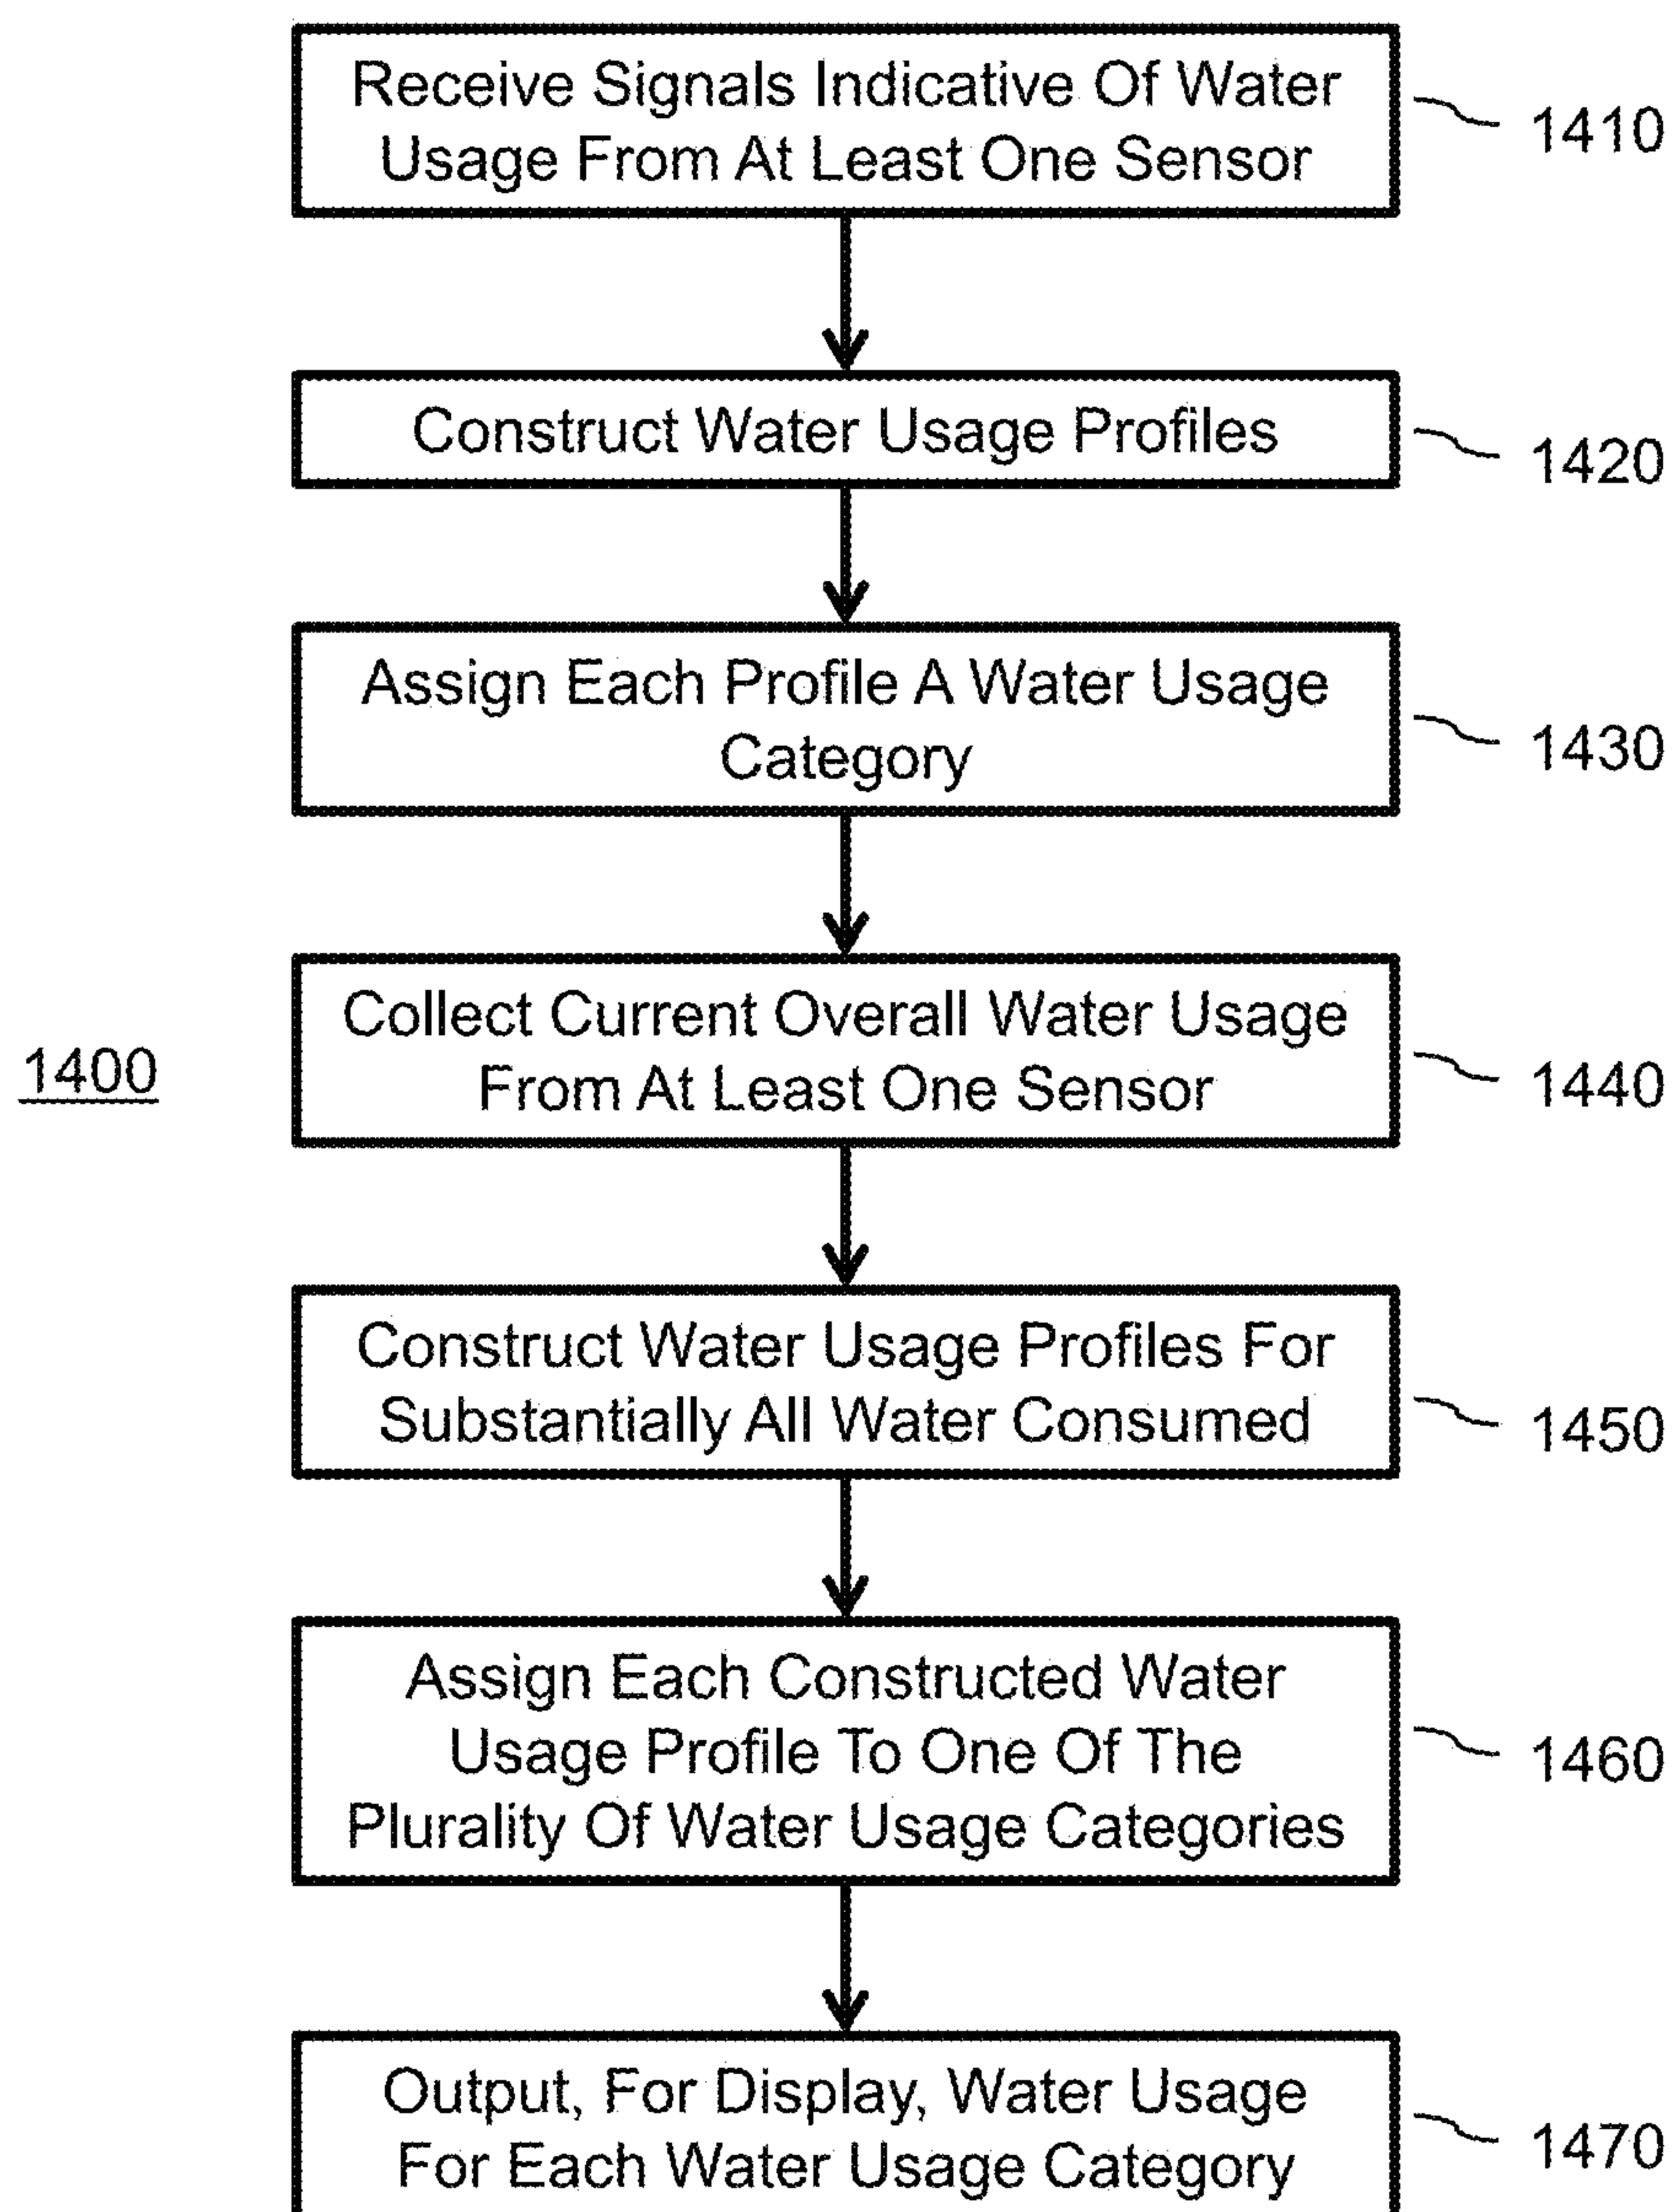 Receive Signals Indicative Of Water
Usage From At Least One Sensor
1410
Construct Water Usage Profiles
1420
Assign Each Profile A Water Usage
Category
1430
1400
Collect Current Overall Water Usage
From At Least One Sensor
1440
Construct Water Usage Profiles For
Substantially All Water Consumed
1450
Assign Each Constructed Water
Usage Profile To One Of The
Plurality Of Water Usage Categories
1460
Output, For Display, Water Usage
For Each Water Usage Category
1470